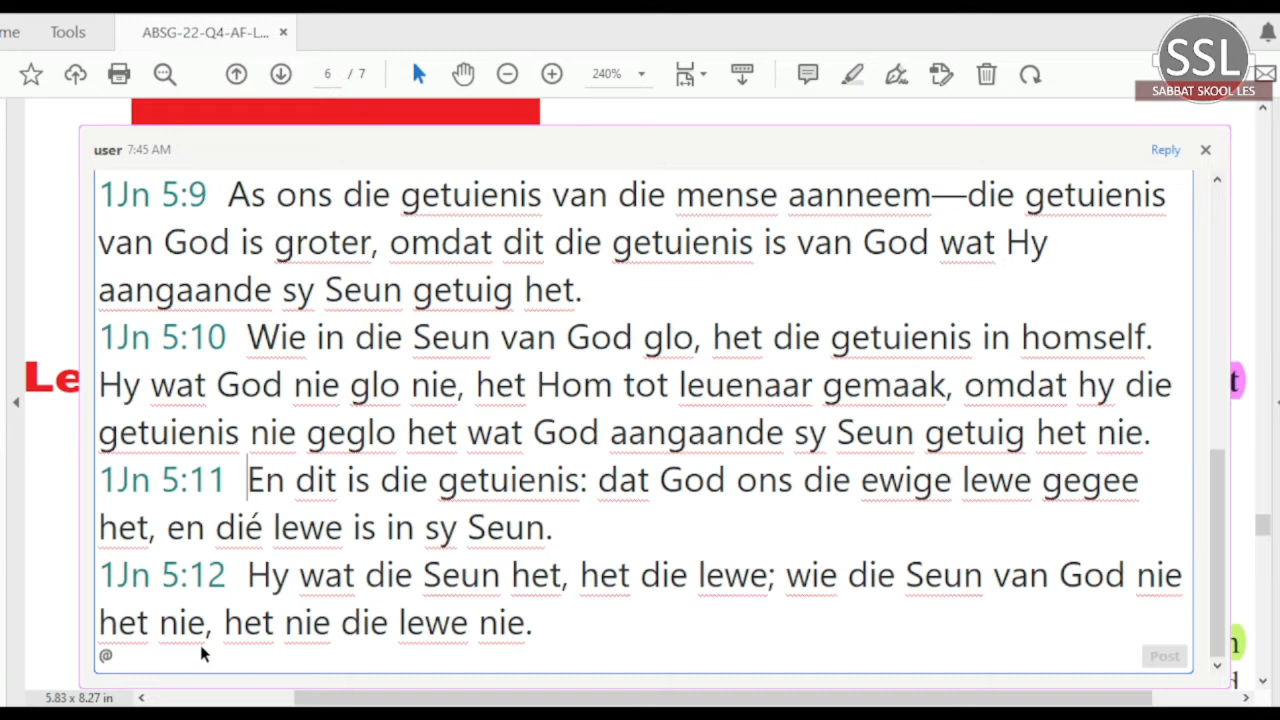 me Tools ABSG-22-Q4-AF-L... ×
6 / 7 240%
SSL
SABBAT SKOOL LES
user 7:45 AM Reply
1Jn 5:9 As ons die getuienis van die mense aanneem—die getuienis
van God is groter, omdat dit die getuienis is van God wat Hy
aangaande sy Seun getuig het.
1Jn 5:10 Wie in die Seun van God glo, het die getuienis in homself.
Hy wat God nie glo nie, het Hom tot leuenaar gemaak, omdat hy die
getuienis nie geglo het wat God aangaande sy Seun getuig het nie.
1Jn 5:11 En dit is die getuienis: dat God ons die ewige lewe gegee
het, en dié lewe is in sy Seun.
1Jn 5:12 Hy wat die Seun het, het die lewe; wie die Seun van God nie
het nie, het nie die lewe nie.
@ Post
Le
t
n
5.83 x 8.27 in